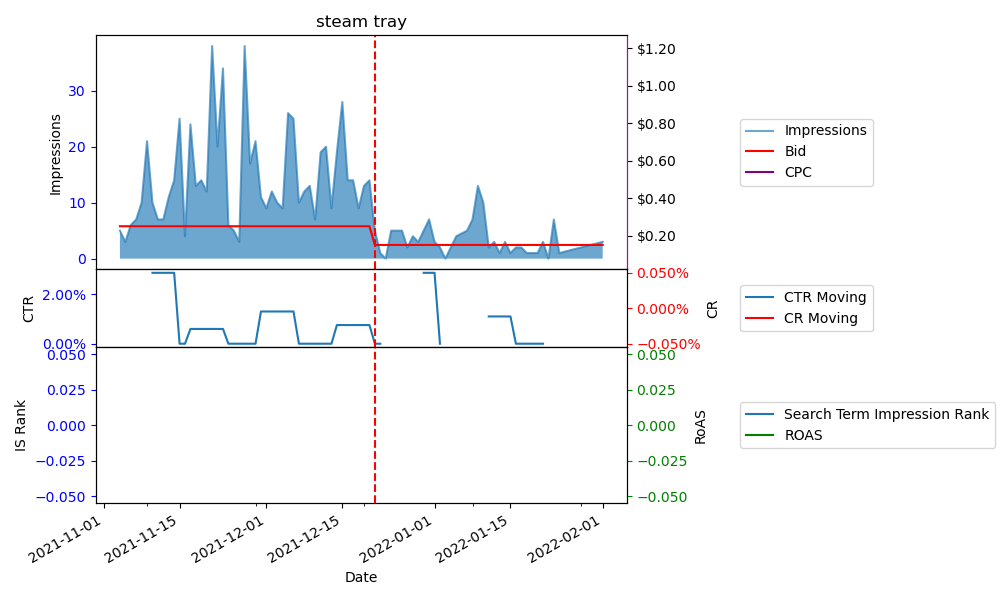 steam tray
Impressions
30
20
10
0
$1.20
$1.00
$0.80
$0.60
$0.40
$0.20
Impressions
Bid
CPC
CTR
2.00%
0.00%
0.050%
0.000%
−0.050%
CR
CTR Moving
CR Moving
IS Rank
0.050
0.025
0.000
−0.025
−0.050
0.050
0.025
0.000
−0.025
−0.050
RoAS
Search Term Impression Rank
ROAS
2021-11-01
2021-11-15
2021-12-01
2021-12-15
2022-01-01
2022-01-15
2022-02-01
Date